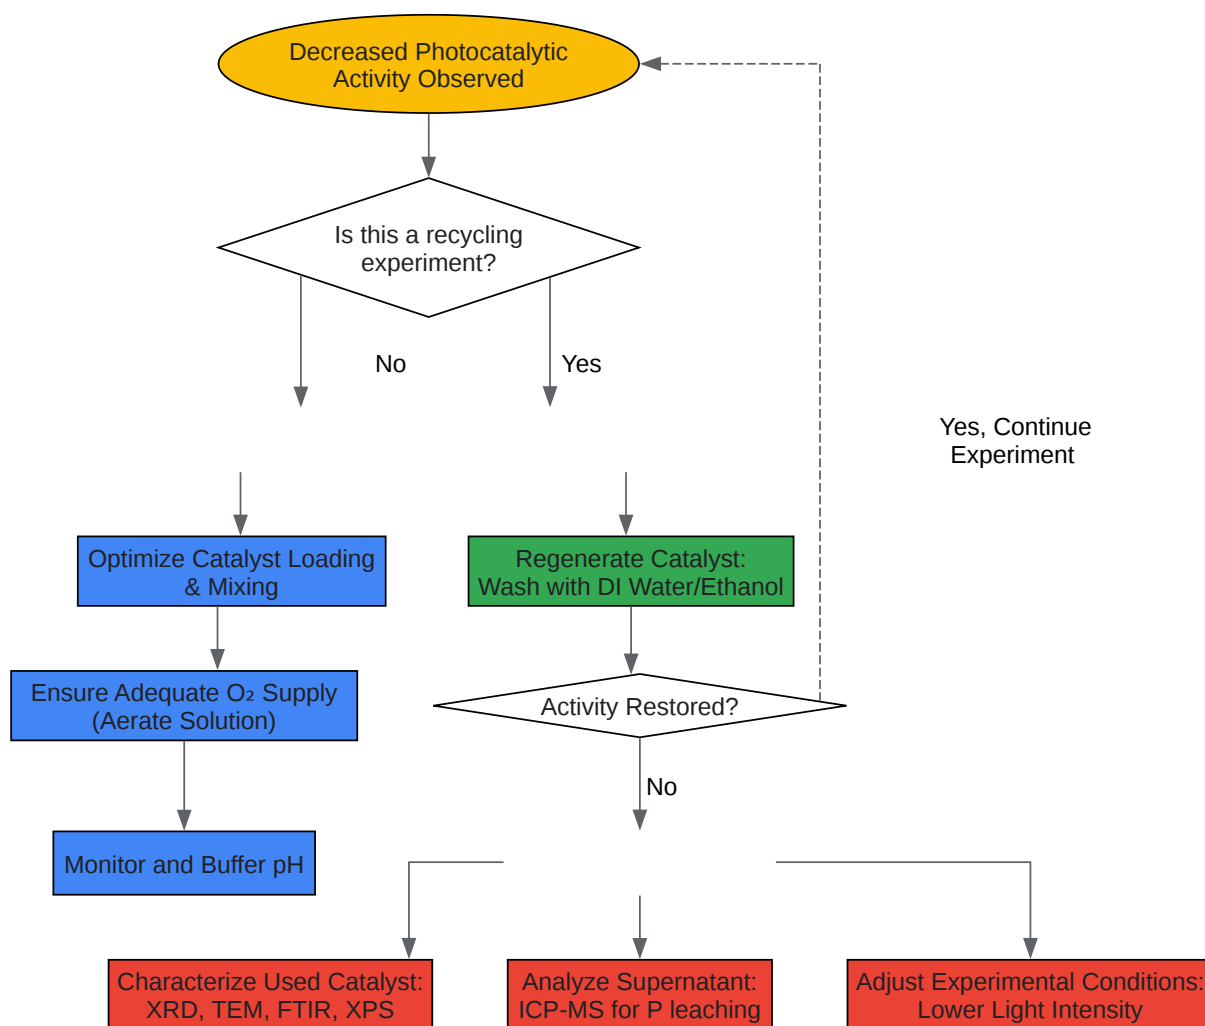 Decreased Photocatalytic
Activity Observed
Is this a recycling
experiment?
No
Yes
Yes, Continue
Experiment
Optimize Catalyst Loading
& Mixing
Regenerate Catalyst:
Wash with DI Water/Ethanol
Ensure Adequate O₂ Supply
(Aerate Solution)
Activity Restored?
No
Monitor and Buffer pH
Characterize Used Catalyst:
XRD, TEM, FTIR, XPS
Analyze Supernatant:
ICP-MS for P leaching
Adjust Experimental Conditions:
Lower Light Intensity